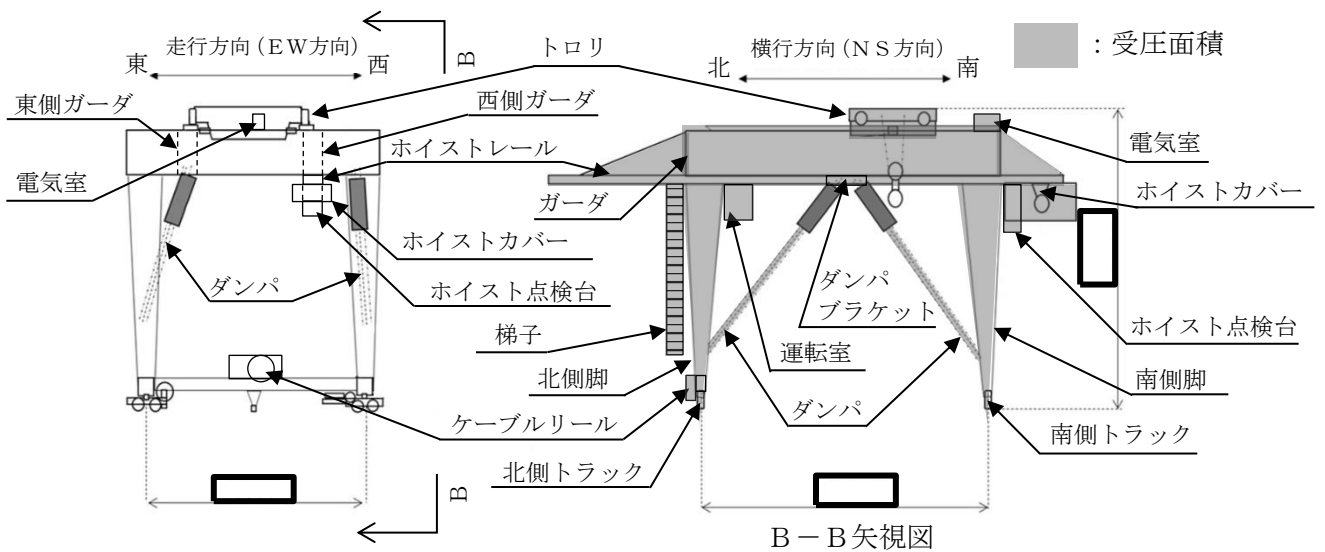 走行方向（ＥＷ方向）
東
西
Ｂ
東側ガーダ
電気室
トロリ
西側ガーダ
ホイストレール
ホイストカバー
ダンパ
ホイスト点検台
ケーブルリール
Ｂ
横行方向（ＮＳ方向）
北
南
：受圧面積
電気室
ホイストカバー
ガーダ
ダンパ
ブラケット
ホイスト点検台
梯子
運転室
北側脚
南側脚
ダンパ
北側トラック
南側トラック
Ｂ－Ｂ矢視図